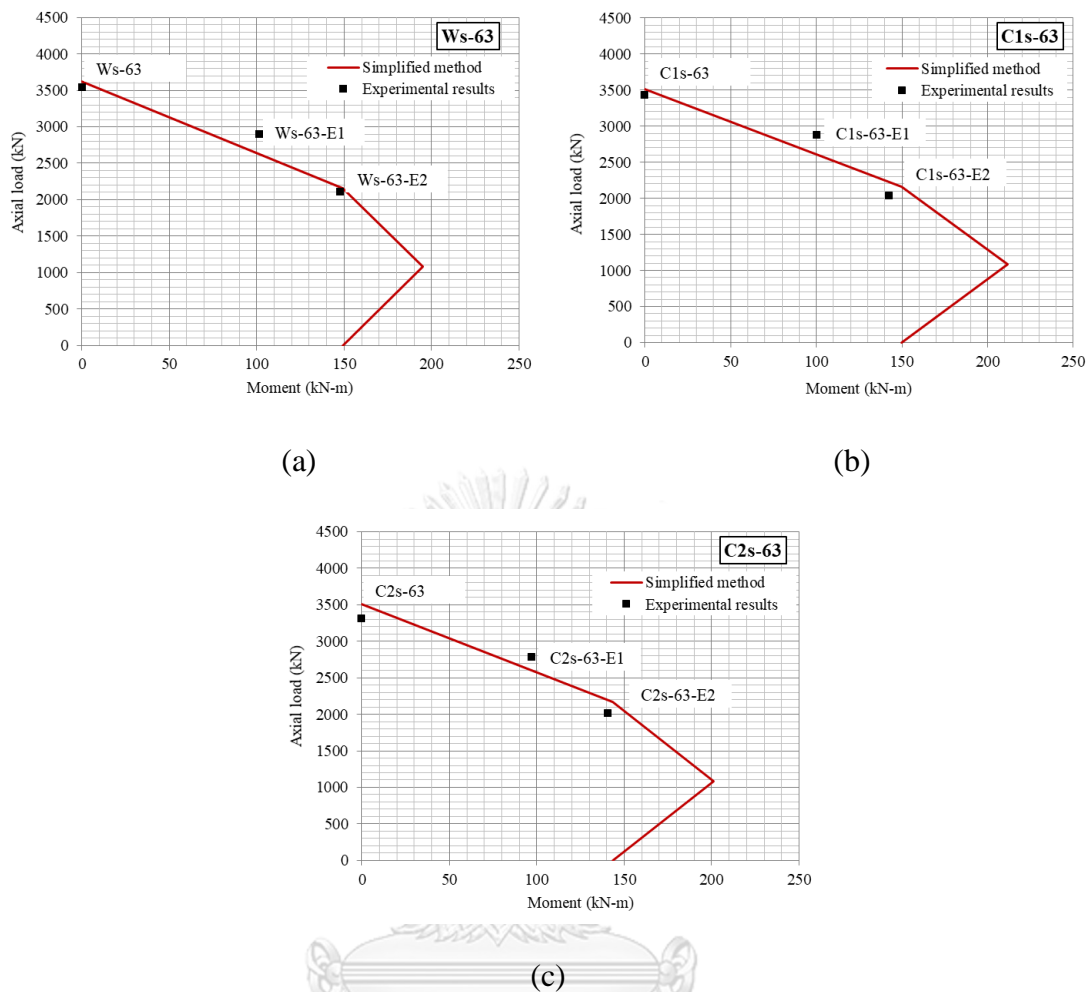 Ws-63
4500
4000
3500
3000
2500
2000
1500
1000
500
0
Axial load (kN)
Ws-63
Simplified method
Experimental results
Ws-63-E1
Ws-63-E2
0 50 100 150 200 250
Moment (kN-m)
(a)
C1s-63
4500
4000
3500
3000
2500
2000
1500
1000
500
0
Axial load (kN)
C1s-63
Simplified method
Experimental results
C1s-63-E1
C1s-63-E2
0 50 100 150 200 250
Moment (kN-m)
(b)
C2s-63
4500
4000
3500
3000
2500
2000
1500
1000
500
0
Axial load (kN)
C2s-63
Simplified method
Experimental results
C2s-63-E1
C2s-63-E2
0 50 100 150 200 250
Moment (kN-m)
(c)